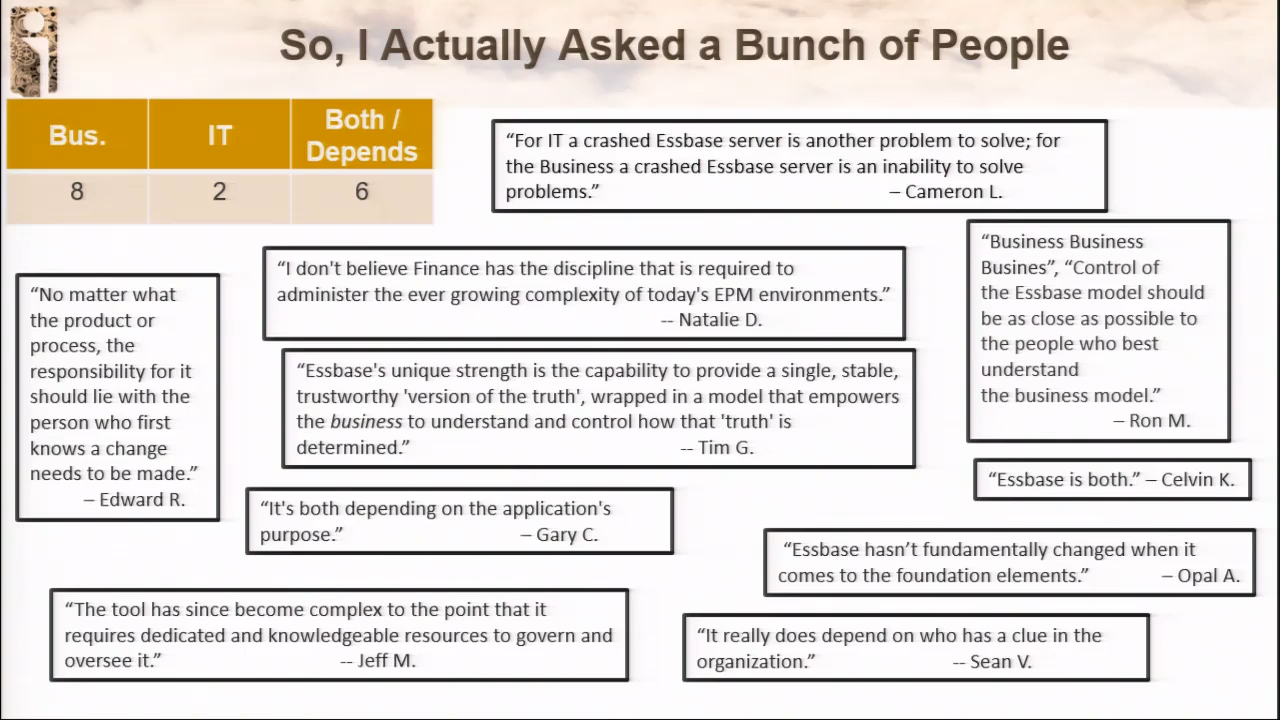 So, I Actually Asked a Bunch of People
Bus. IT Both / Depends
8 2 6
“For IT a crashed Essbase server is another problem to solve; for
the Business a crashed Essbase server is an inability to solve
problems.” – Cameron L.
“Business Business
Busines”, “Control of
the Essbase model should
be as close as possible to
the people who best
understand
the business model.”
– Ron M.
“I don't believe Finance has the discipline that is required to
administer the ever growing complexity of today's EPM environments.”
-- Natalie D.
“No matter what
the product or
process, the
responsibility for it
should lie with the
person who first
knows a change
needs to be made.”
– Edward R.
“Essbase's unique strength is the capability to provide a single, stable,
trustworthy 'version of the truth', wrapped in a model that empowers
the business to understand and control how that 'truth' is
determined.” -- Tim G.
“Essbase is both.” – Celvin K.
“It's both depending on the application's
purpose.” – Gary C.
“Essbase hasn’t fundamentally changed when it
comes to the foundation elements.” – Opal A.
“The tool has since become complex to the point that it
requires dedicated and knowledgeable resources to govern and
oversee it.” -- Jeff M.
“It really does depend on who has a clue in the
organization.” -- Sean V.